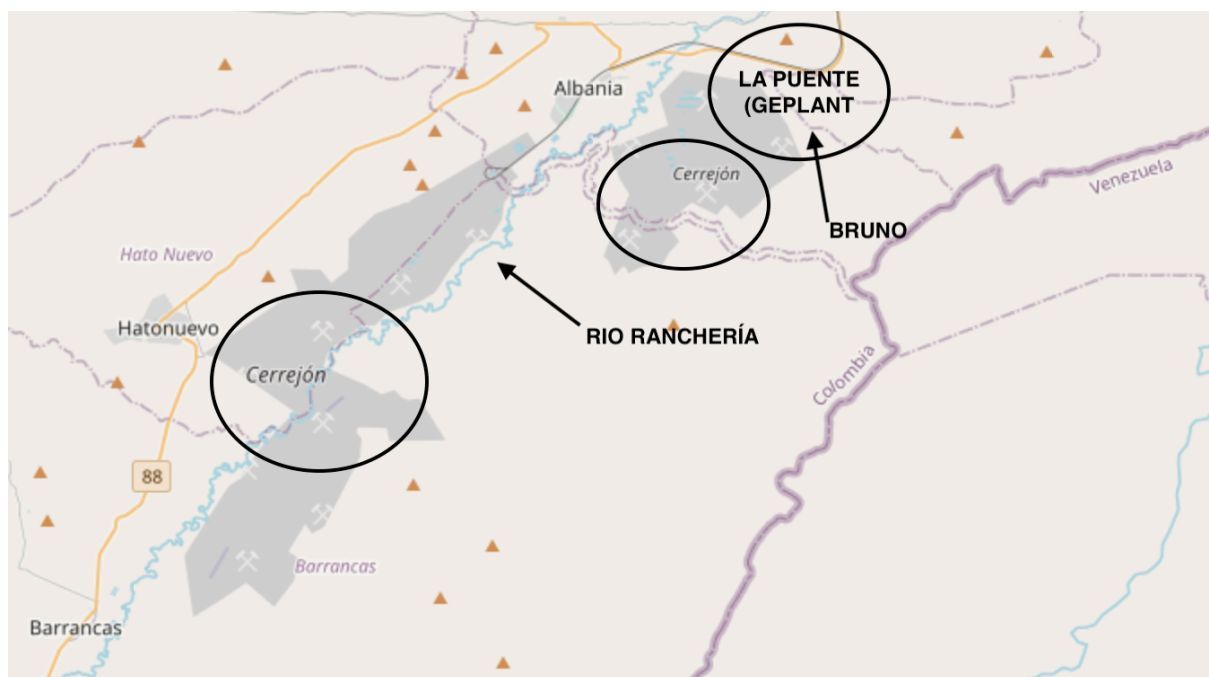 LA PUENTE
(GEPLANT
Albania
Cerrejón
Venezuela
BRUNO
Hato Nuevo
Hatonuevo
RIO RANCHERÍA
Cerrejón
Colombia
88
Barrancas
Barrancas